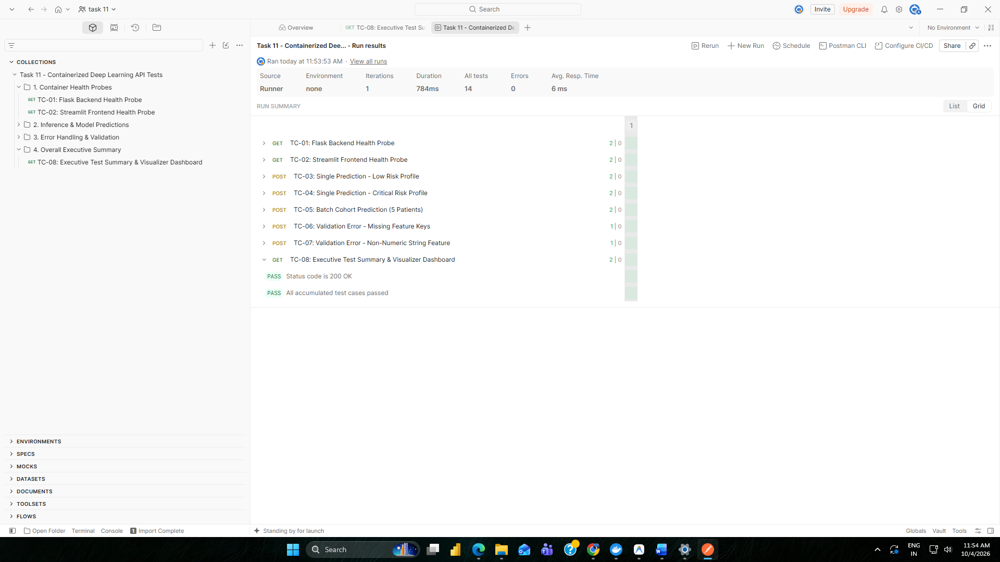 task 11
Search
Invite
Upgrade
Overview
GET TC-08: Executive Test Su
Task 11 - Containerized De
No Environment
Task 11 - Containerized Dee... - Run results
Rerun
New Run
Schedule
Postman CLI
Configure CI/CD
Share
Ran today at 11:53:53 AM · View all runs
Source Environment Iterations Duration All tests Errors Avg. Resp. Time
Runner none 1 784ms 14 0 6 ms
RUN SUMMARY
List
Grid
COLLECTIONS
Task 11 - Containerized Deep Learning API Tests
1. Container Health Probes
GET TC-01: Flask Backend Health Probe
GET TC-02: Streamlit Frontend Health Probe
2. Inference & Model Predictions
3. Error Handling & Validation
4. Overall Executive Summary
GET TC-08: Executive Test Summary & Visualizer Dashboard
1
GET TC-01: Flask Backend Health Probe 2 | 0
GET TC-02: Streamlit Frontend Health Probe 2 | 0
POST TC-03: Single Prediction - Low Risk Profile 2 | 0
POST TC-04: Single Prediction - Critical Risk Profile 2 | 0
POST TC-05: Batch Cohort Prediction (5 Patients) 2 | 0
POST TC-06: Validation Error - Missing Feature Keys 1 | 0
POST TC-07: Validation Error - Non-Numeric String Feature 1 | 0
GET TC-08: Executive Test Summary & Visualizer Dashboard 2 | 0
PASS Status code is 200 OK
PASS All accumulated test cases passed
ENVIRONMENTS
SPECS
MOCKS
DATASETS
DOCUMENTS
TOOLSETS
FLOWS
Open Folder
Terminal
Console
1 Import Complete
Standing by for launch
Globals
Vault
Tools
Search
ENG
IN
11:54 AM
10/4/2026